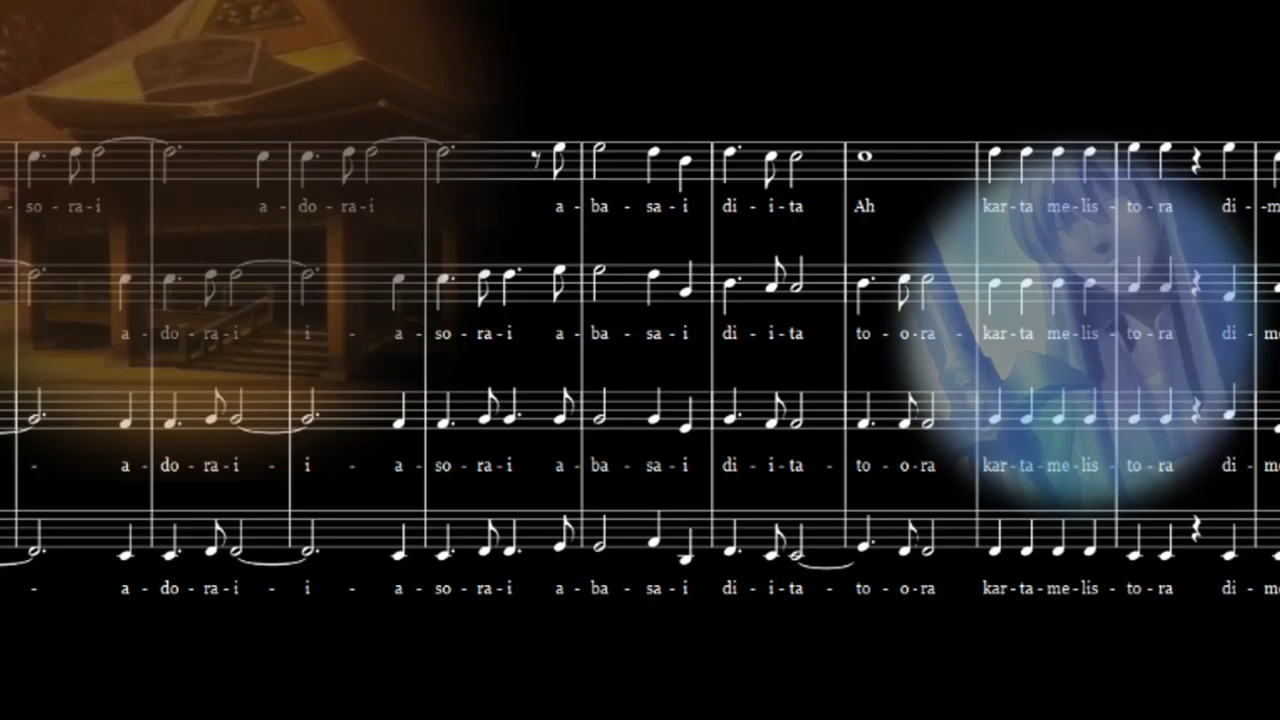 - so - ra - i a - do - ra - i a - ba - sa - i di - i - ta Ah kar - ta me - lis - to - ra di - - m
a - do - ra - i i - a - so - ra - i a - ba - sa - i di - i - ta to - o - ra - kar - ta me - lis - to - ra di - me
- a - do - ra - i - i - a - so - ra - i a - ba - sa - i di - i - ta - to - o - ra kar - ta - me - lis - to - ra di - me
- a - do - ra - i - i - a - so - ra - i a - ba - sa - i di - i - ta - to - o - ra kar - ta - me - lis - to - ra di - me